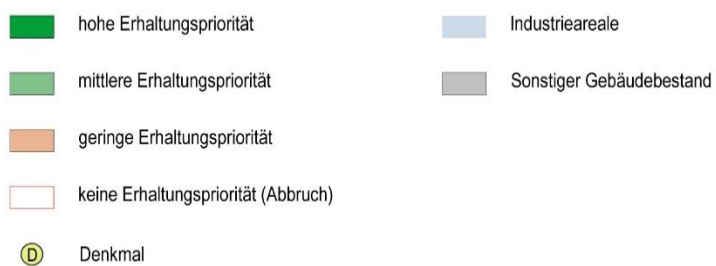 hohe Erhaltungspriorität
mittlere Erhaltungspriorität
geringe Erhaltungspriorität
keine Erhaltungspriorität (Abbruch)
D Denkmal
Industrieareale
Sonstiger Gebäudebestand